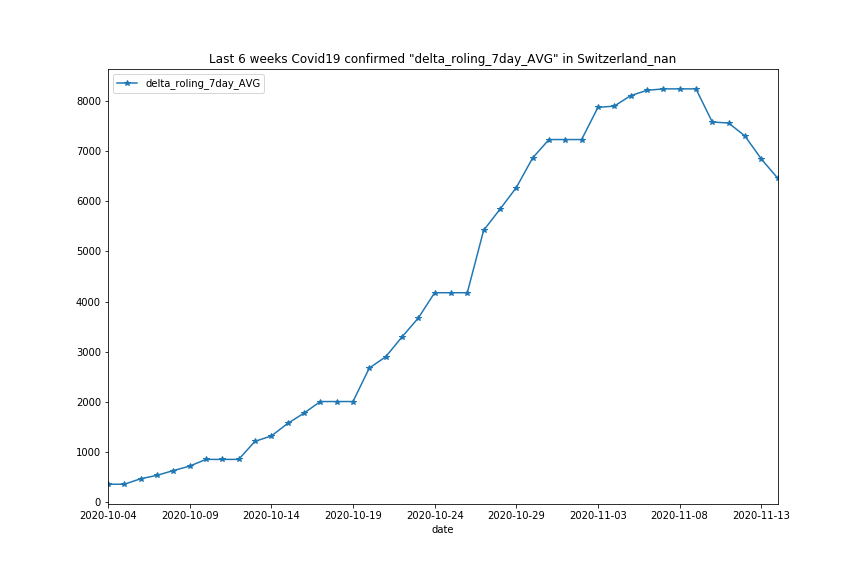 Last 6 weeks Covid19 confirmed "delta_roling_7day_AVG" in Switzerland_nan
delta_roling_7day_AVG
8000
7000
6000
5000
4000
3000
2000
1000
0
2020-10-04 2020-10-09 2020-10-14 2020-10-19 2020-10-24 2020-10-29 2020-11-03 2020-11-08 2020-11-13
date